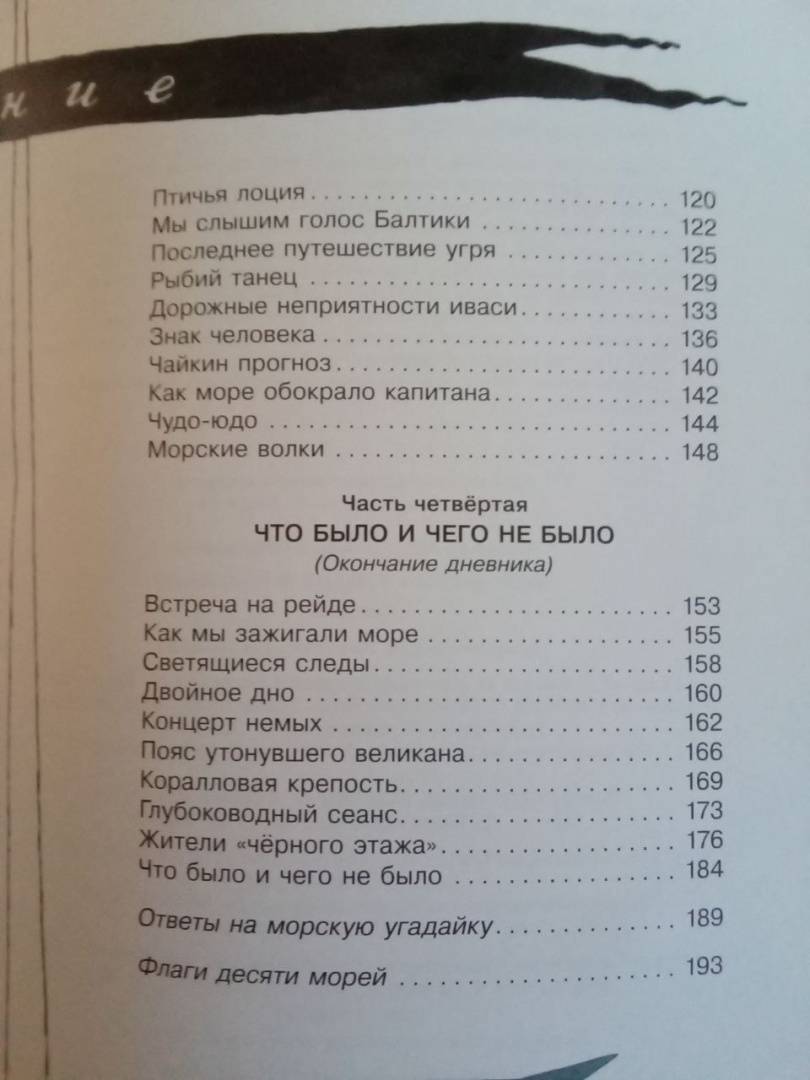 ние
Птичья лоция.................... 120
Мы слышим голос Балтики .............. 122
Последнее путешествие угря ............ 125
Рыбий танец ......................... 129
Дорожные неприятности иваси........... 133
Знак человека........................ 136
Чайкин прогноз....................... 140
Как море обокрало капитана............. 142
Чудо-юдо ............................ 144
Морские волки ....................... 148
Часть четвёртая
ЧТО БЫЛО И ЧЕГО НЕ БЫЛО
(Окончание дневника)
Встреча на рейде...................... 153
Как мы зажигали море ................. 155
Светящиеся следы..................... 158
Двойное дно ......................... 160
Концерт немых ....................... 162
Пояс утонувшего великана.............. 166
Коралловая крепость................... 169
Глубоководный сеанс................... 173
Жители «чёрного этажа»................ 176
Что было и чего не было ............... 184
Ответы на морскую угадайку............. 189
Флаги десяти морей .................... 193